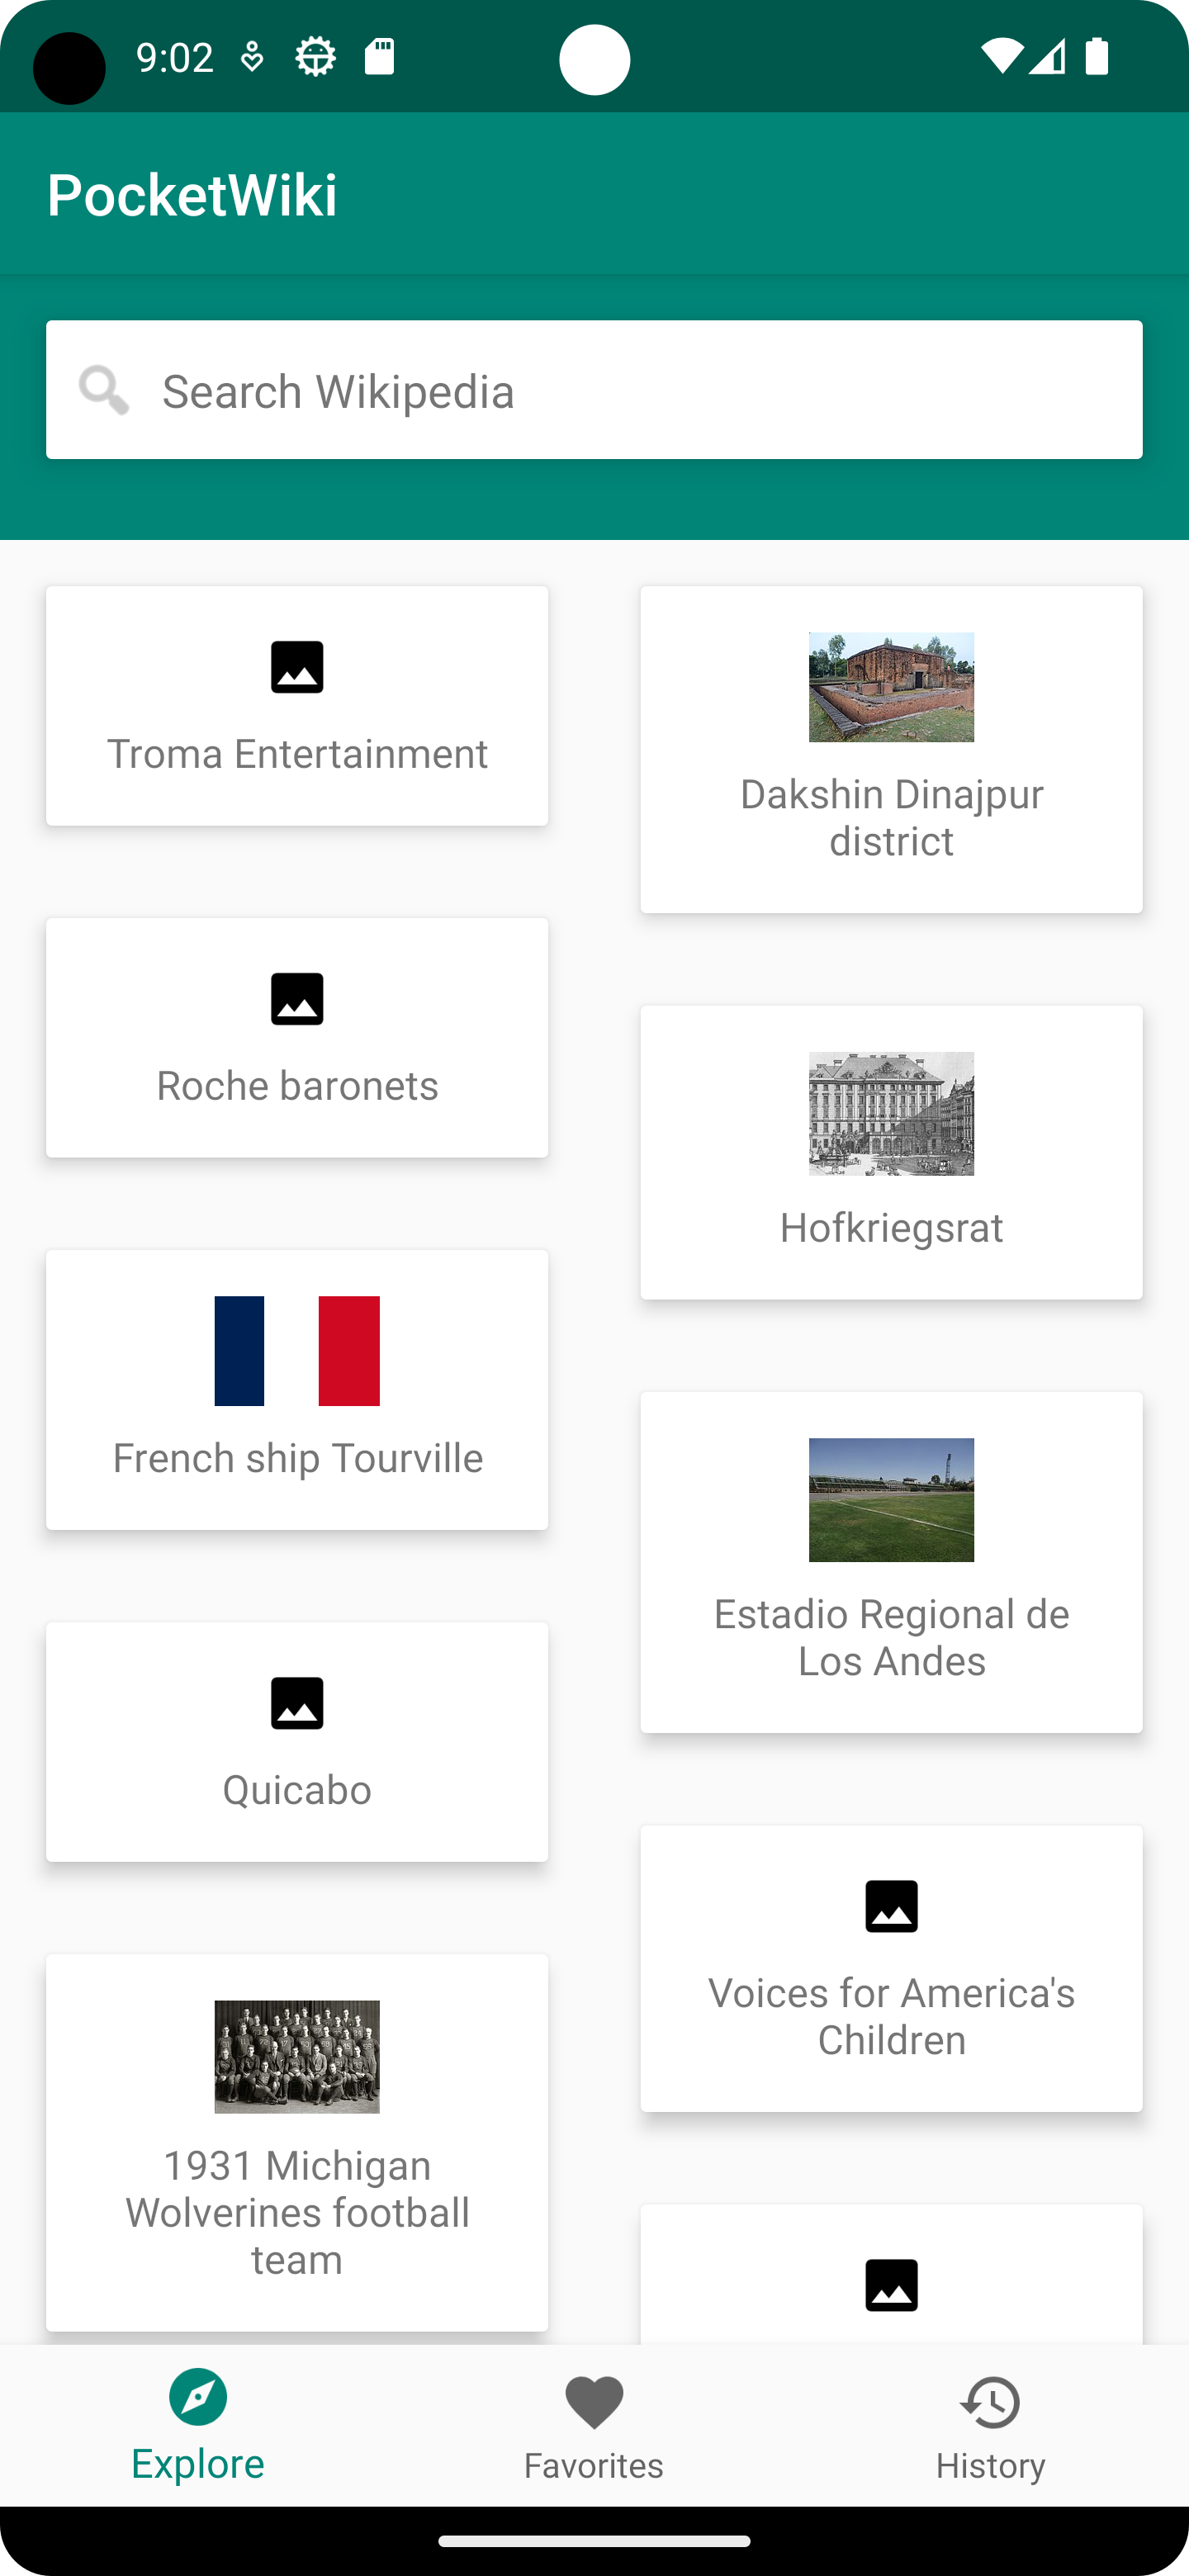 9:02
PocketWiki
Search Wikipedia
Troma Entertainment
Dakshin Dinajpur
district
Roche baronets
Hofkriegsrat
French ship Tourville
Estadio Regional de
Los Andes
Quicabo
Voices for America's
Children
1931 Michigan
Wolverines football
team
Explore
Favorites
History